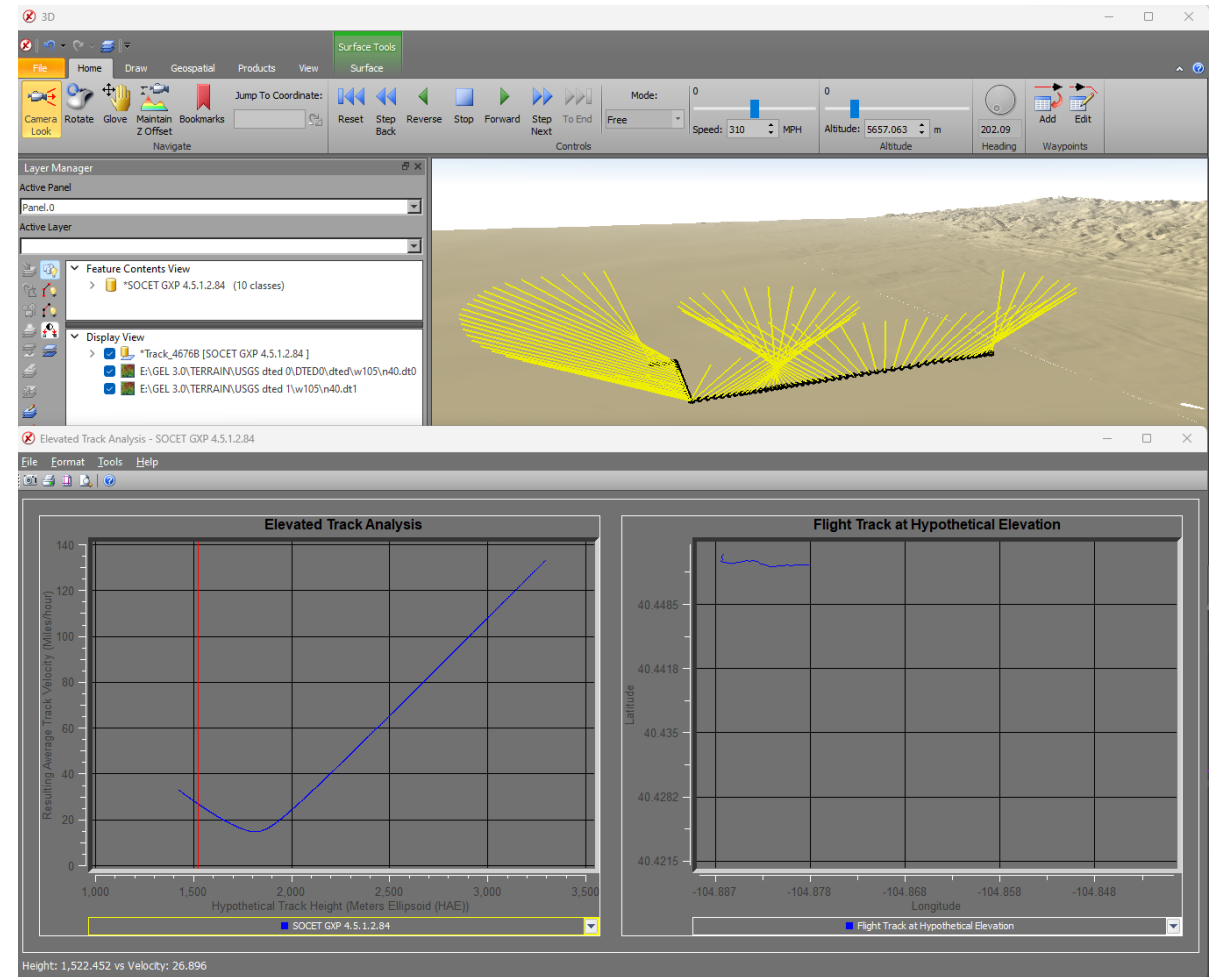 3D
Surface Tools
File Home Draw Geospatial Products View Surface
Camera Look Rotate Glove Maintain Z Offset Bookmarks Jump To Coordinate:
Navigate
Reset Step Back Reverse Stop Forward Step Next To End
Mode:
Free
0
Speed: 310 MPH
Controls
0
Altitude: 5657.063 m
Altitude
202.09
Heading
Add Edit
Waypoints
Layer Manager
Active Panel
Panel.0
Active Layer
Feature Contents View
*SOCET GXP 4.5.1.2.84 (10 classes)
Display View
*Track_4676B [SOCET GXP 4.5.1.2.84 ]
E:\GEL 3.0\TERRAIN\USGS dted 0\DTED0\dted\w105\n40.dt0
E:\GEL 3.0\TERRAIN\USGS dted 1\w105\n40.dt1
Elevated Track Analysis - SOCET GXP 4.5.1.2.84
File Format Tools Help
Elevated Track Analysis
Resulting Average Track Velocity (Miles/hour)
140
120
100
80
60
40
20
0
1,000 1,500 2,000 2,500 3,000 3,500
Hypothetical Track Height (Meters Ellipsoid (HAE))
SOCET GXP 4.5.1.2.84
Flight Track at Hypothetical Elevation
Latitude
40.4485
40.4418
40.435
40.4282
40.4215
-104.887 -104.878 -104.868 -104.858 -104.848
Longitude
Flight Track at Hypothetical Elevation
Height: 1,522.452 vs Velocity: 26.896